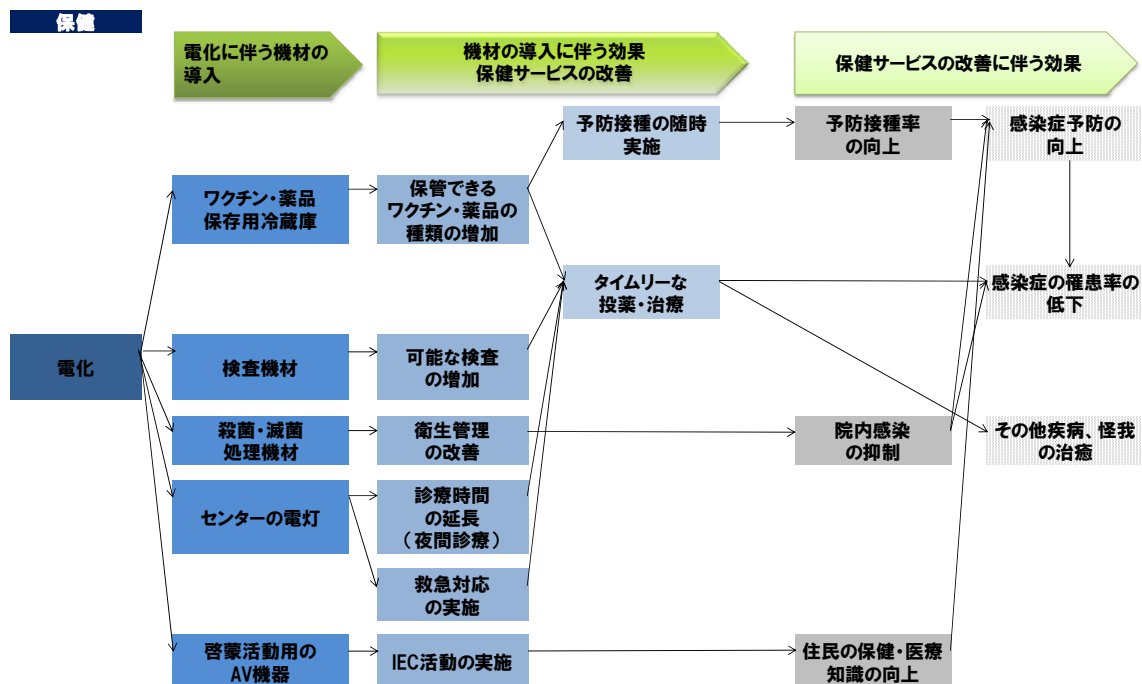 保健
電化に伴う機材の
導入
機材の導入に伴う効果
保健サービスの改善
保健サービスの改善に伴う効果
予防接種の随時
実施
予防接種率
の向上
感染症予防の
向上
ワクチン・薬品
保存用冷蔵庫
保管できる
ワクチン・薬品の
種類の増加
タイムリーな
投薬・治療
感染症の罹患率の
低下
電化
検査機材
可能な検査
の増加
殺菌・滅菌
処理機材
衛生管理
の改善
院内感染
の抑制
その他疾病、怪我
の治癒
センターの電灯
診療時間
の延長
（夜間診療）
救急対応
の実施
啓蒙活動用の
AV機器
IEC活動の実施
住民の保健・医療
知識の向上